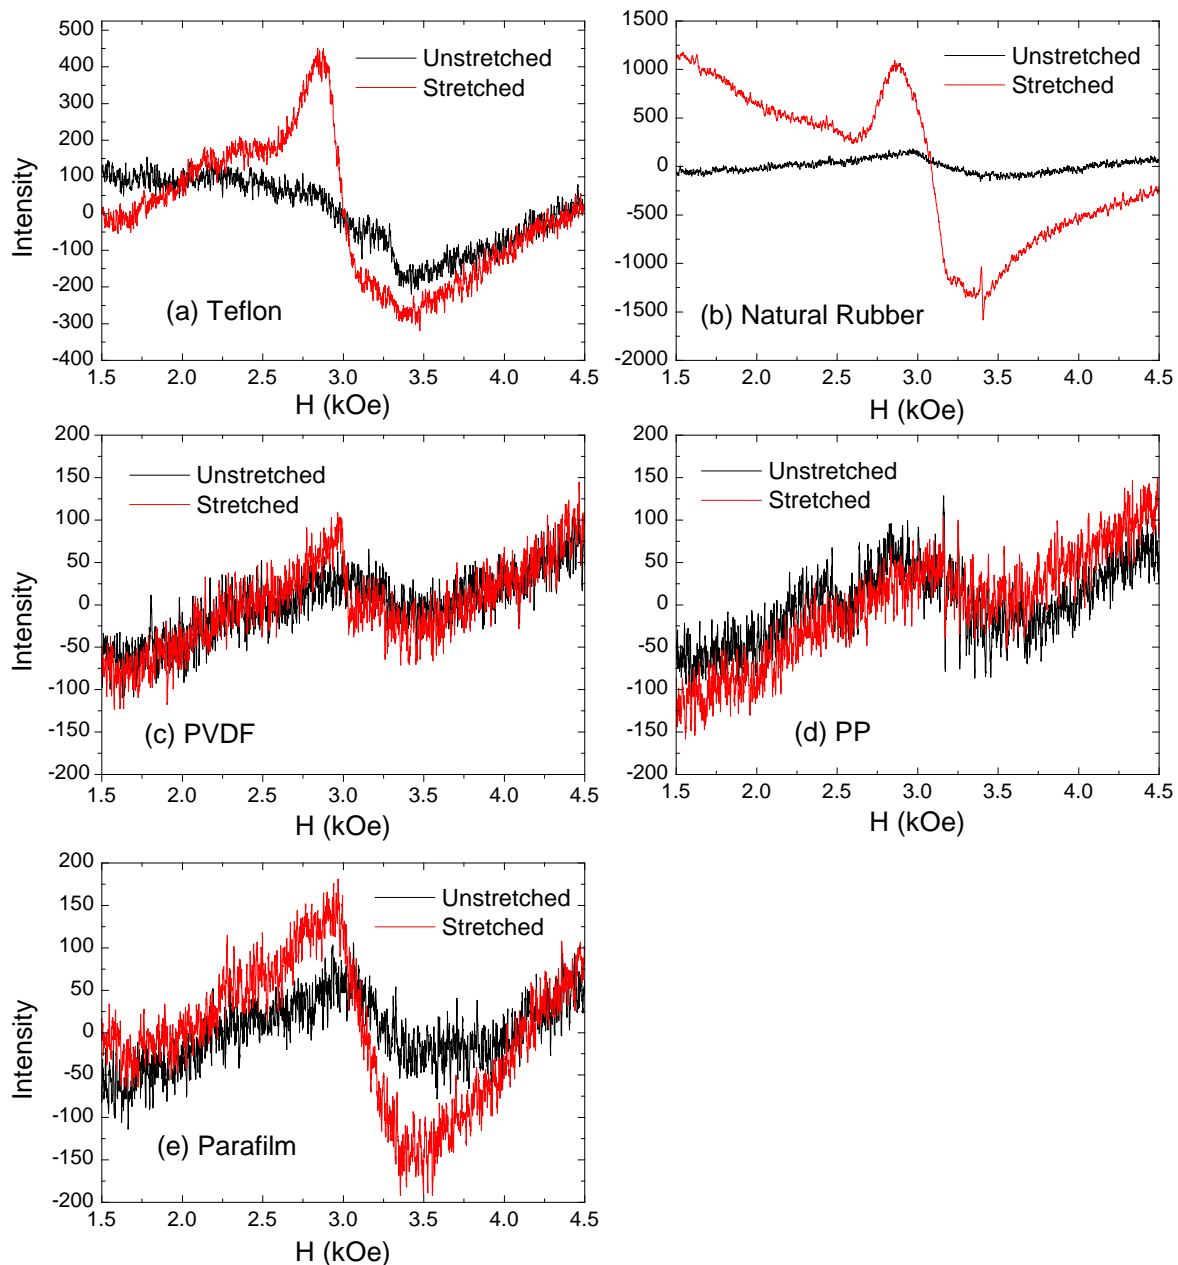 500
400
300
200
100
0
-100
-200
-300
-400
Intensity
Unstretched
Stretched
(a) Teflon
1.5 2.0 2.5 3.0 3.5 4.0 4.5
H (kOe)
1000
500
0
-500
-1000
-1500
-2000
Unstretched
Stretched
(b) Natural Rubber
1.5 2.0 2.5 3.0 3.5 4.0 4.5
H (kOe)
200
150
100
50
0
-50
-100
-150
-200
Intensity
Unstretched
Stretched
(c) PVDF
1.5 2.0 2.5 3.0 3.5 4.0 4.5
H (kOe)
200
150
100
50
0
-50
-100
-150
-200
Unstretched
Stretched
(d) PP
1.5 2.0 2.5 3.0 3.5 4.0 4.5
H (kOe)
200
150
100
50
0
-50
-100
-150
-200
Intensity
Unstretched
Stretched
(e) Parafilm
1.5 2.0 2.5 3.0 3.5 4.0 4.5
H (kOe)